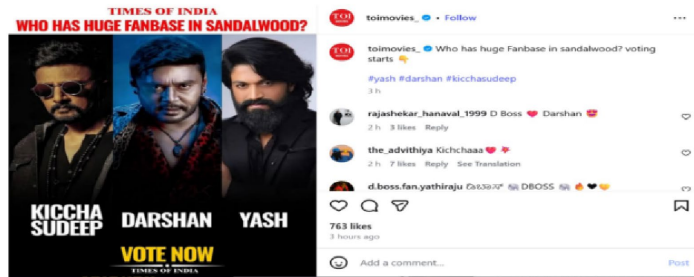 TIMES OF INDIA
WHO HAS HUGE FANBASE IN SANDALWOOD?
KICCHA
SUDEEP
DARSHAN
YASH
VOTE NOW
TIMES OF INDIA
TOI
toimovies_ • Follow
TOI
toimovies_ Who has huge Fanbase in sandalwood? voting
starts 👇
#yash #darshan #kicchasudeep
3 h
rajashekar_hanaval_1999 D Boss ❤️ Darshan 😍
2 h 3 likes Reply
the_advithiya Kichchaaa❤️
2 h 7 likes Reply See Translation
d.boss.fan.yathiraju DBOSS 🔥🖤💛
763 likes
3 hours ago
Add a comment...
Post